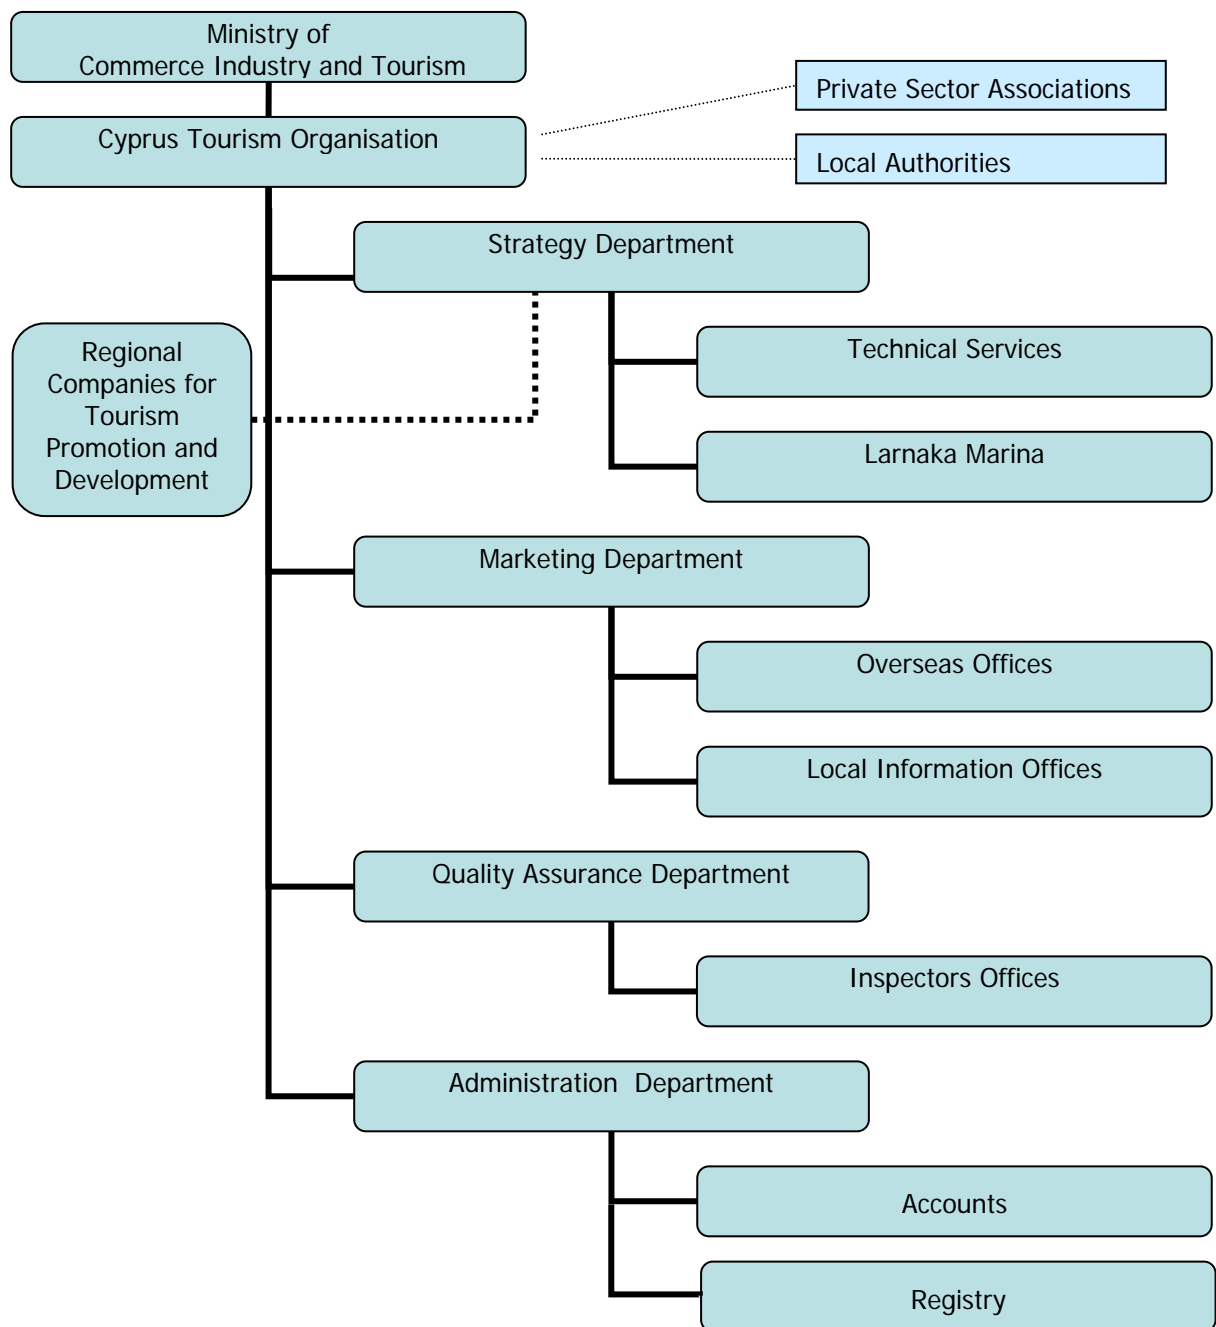 Ministry of
Commerce Industry and Tourism
Private Sector Associations
Cyprus Tourism Organisation
Local Authorities
Strategy Department
Regional
Companies for
Tourism
Promotion and
Development
Technical Services
Larnaka Marina
Marketing Department
Overseas Offices
Local Information Offices
Quality Assurance Department
Inspectors Offices
Administration  Department
Accounts
Registry